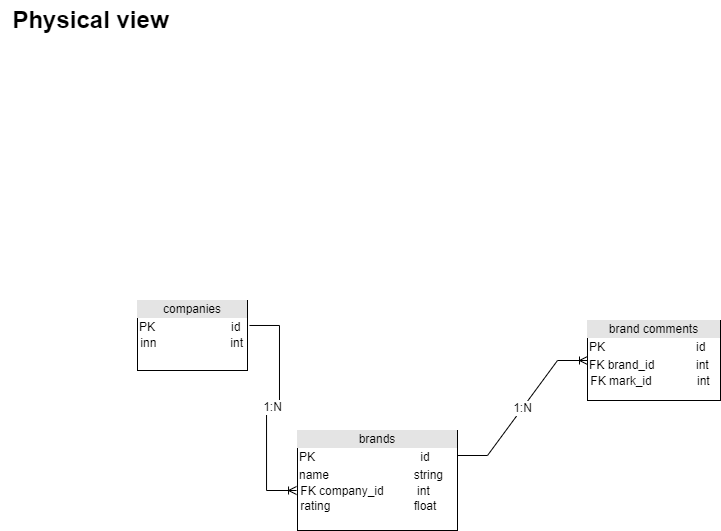 Physical view
companies
PK id
inn int
1:N
brands
PK id
name string
FK company_id int
rating float
1:N
brand comments
PK id
FK brand_id int
FK mark_id int